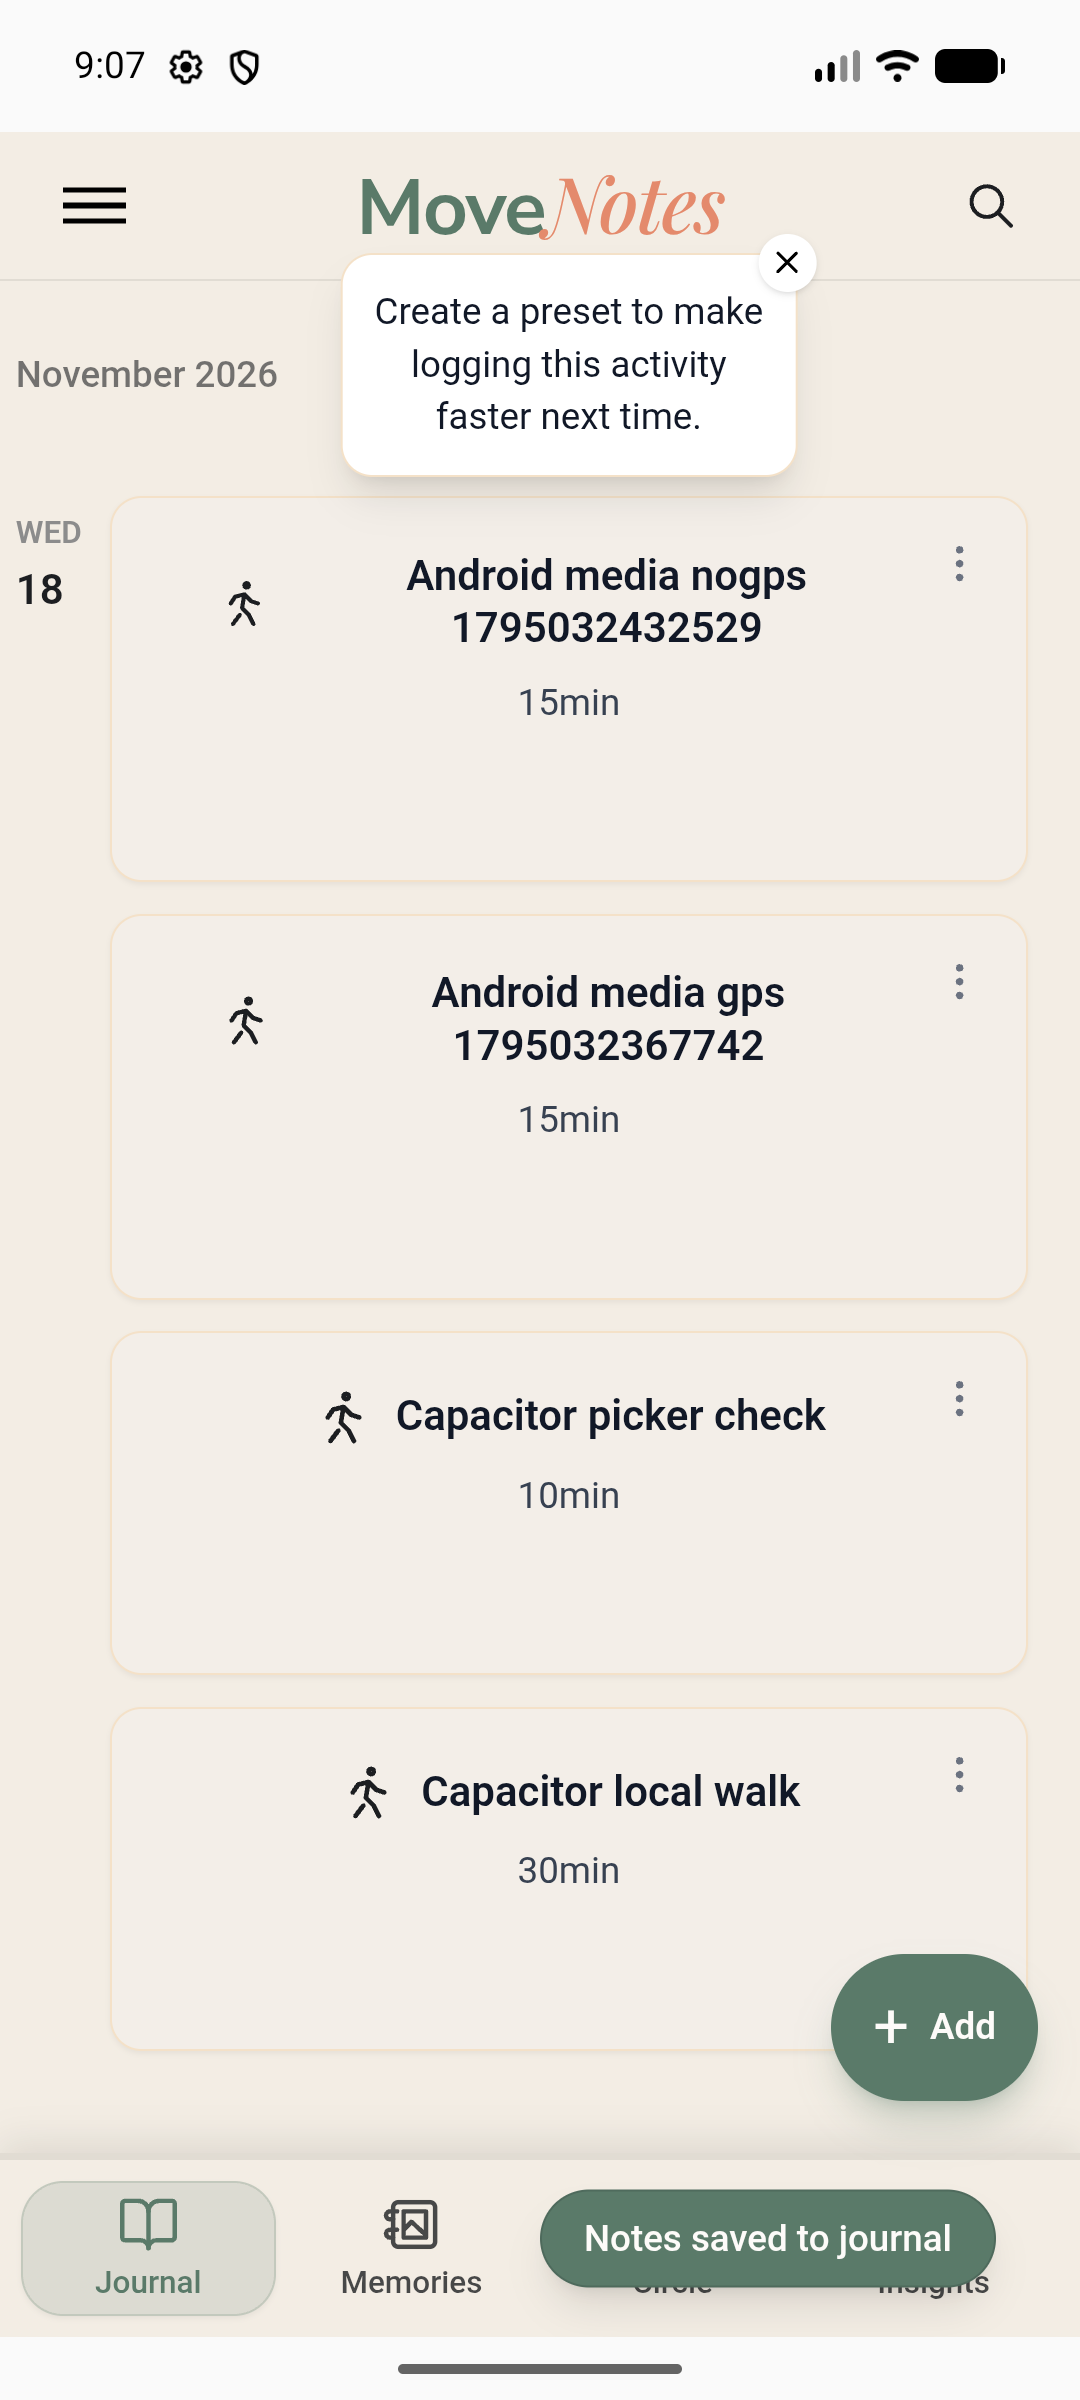 9:07
MoveNotes
Create a preset to make
logging this activity
faster next time.
November 2026
WED
18
Android media nogps
1795032432529
15min
Android media gps
1795032367742
15min
Capacitor picker check
10min
Capacitor local walk
30min
+ Add
Notes saved to journal
Journal
Memories
Circle
Insights